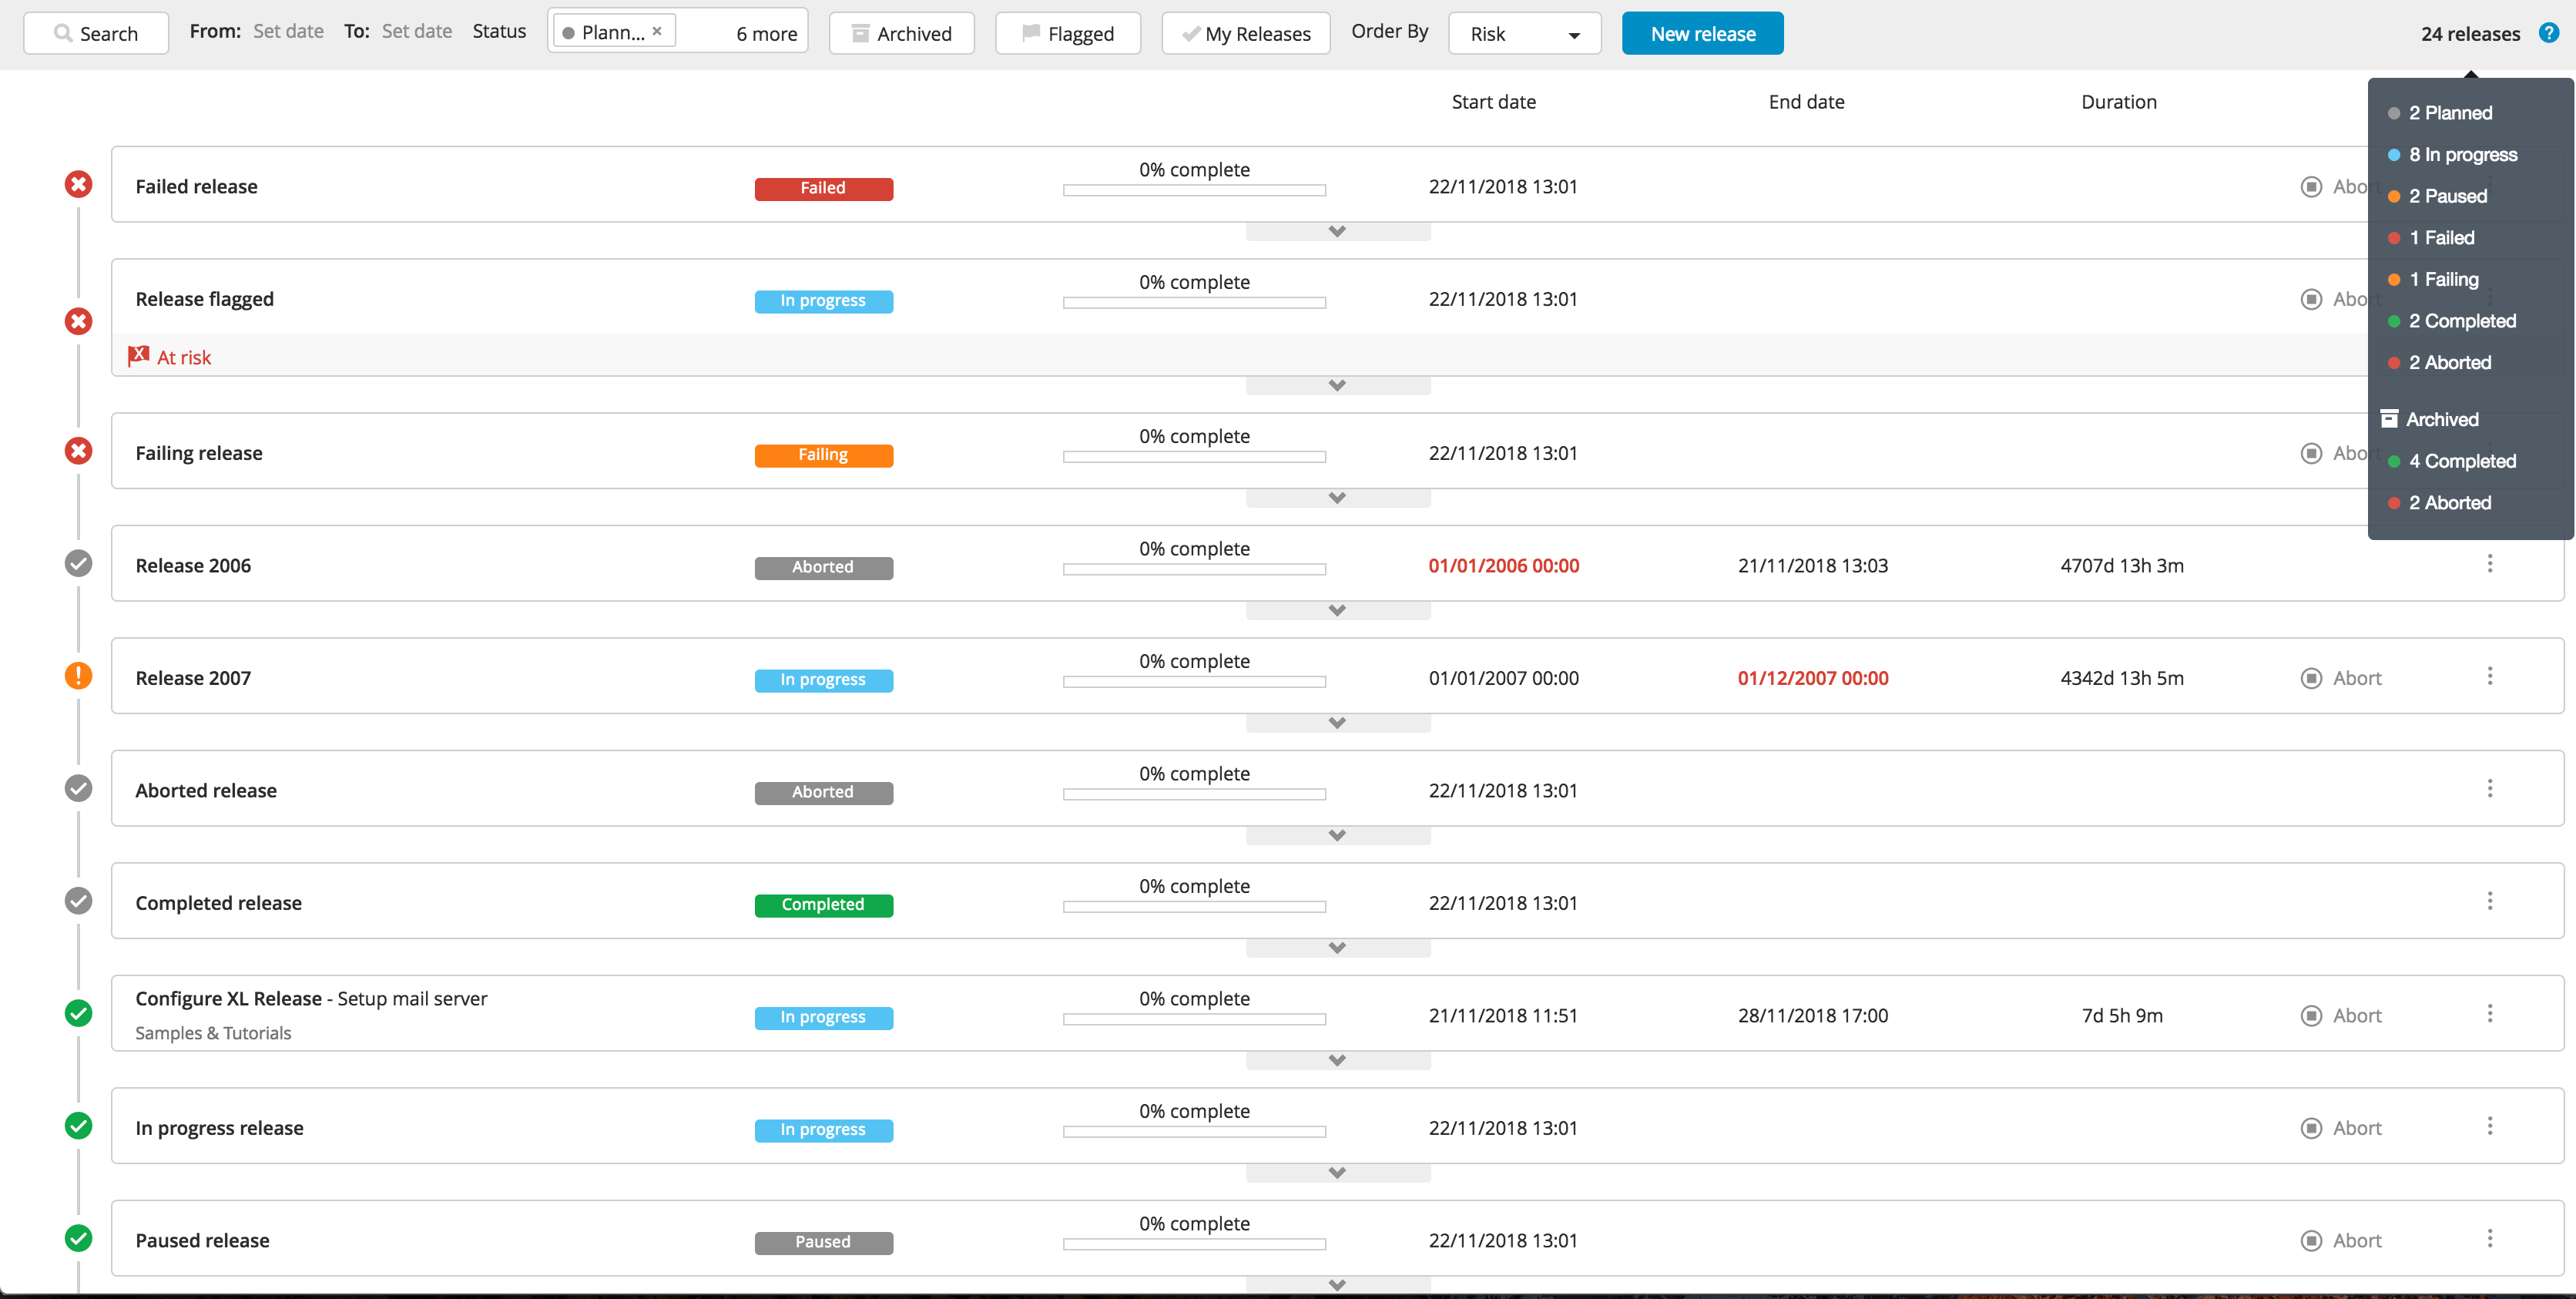 Search From: Set date To: Set date Status Plann... × 6 more Archived Flagged My Releases Order By Risk New release 24 releases ?
Start date End date Duration
2 Planned
8 In progress
2 Paused
1 Failed
1 Failing
2 Completed
2 Aborted
Archived
4 Completed
2 Aborted
0% complete
Failed release Failed 22/11/2018 13:01 Abort
0% complete
Release flagged In progress 22/11/2018 13:01 Abort
At risk
0% complete
Failing release Failing 22/11/2018 13:01 Abort
0% complete
Release 2006 Aborted 01/01/2006 00:00 21/11/2018 13:03 4707d 13h 3m
0% complete
Release 2007 In progress 01/01/2007 00:00 01/12/2007 00:00 4342d 13h 5m Abort
0% complete
Aborted release Aborted 22/11/2018 13:01
0% complete
Completed release Completed 22/11/2018 13:01
Configure XL Release - Setup mail server 0% complete
In progress 21/11/2018 11:51 28/11/2018 17:00 7d 5h 9m Abort
Samples & Tutorials
0% complete
In progress release In progress 22/11/2018 13:01 Abort
0% complete
Paused release Paused 22/11/2018 13:01 Abort